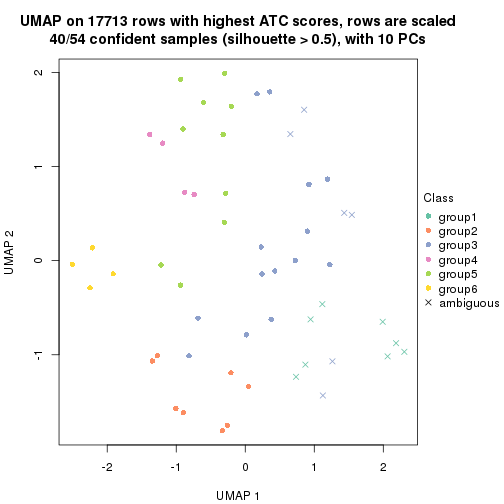 UMAP on 17713 rows with highest ATC scores, rows are scaled
40/54 confident samples (silhouette > 0.5), with 10 PCs
2
1
0
-1
UMAP 2
-2
-1
0
1
2
UMAP 1
Class
group1
group2
group3
group4
group5
group6
ambiguous